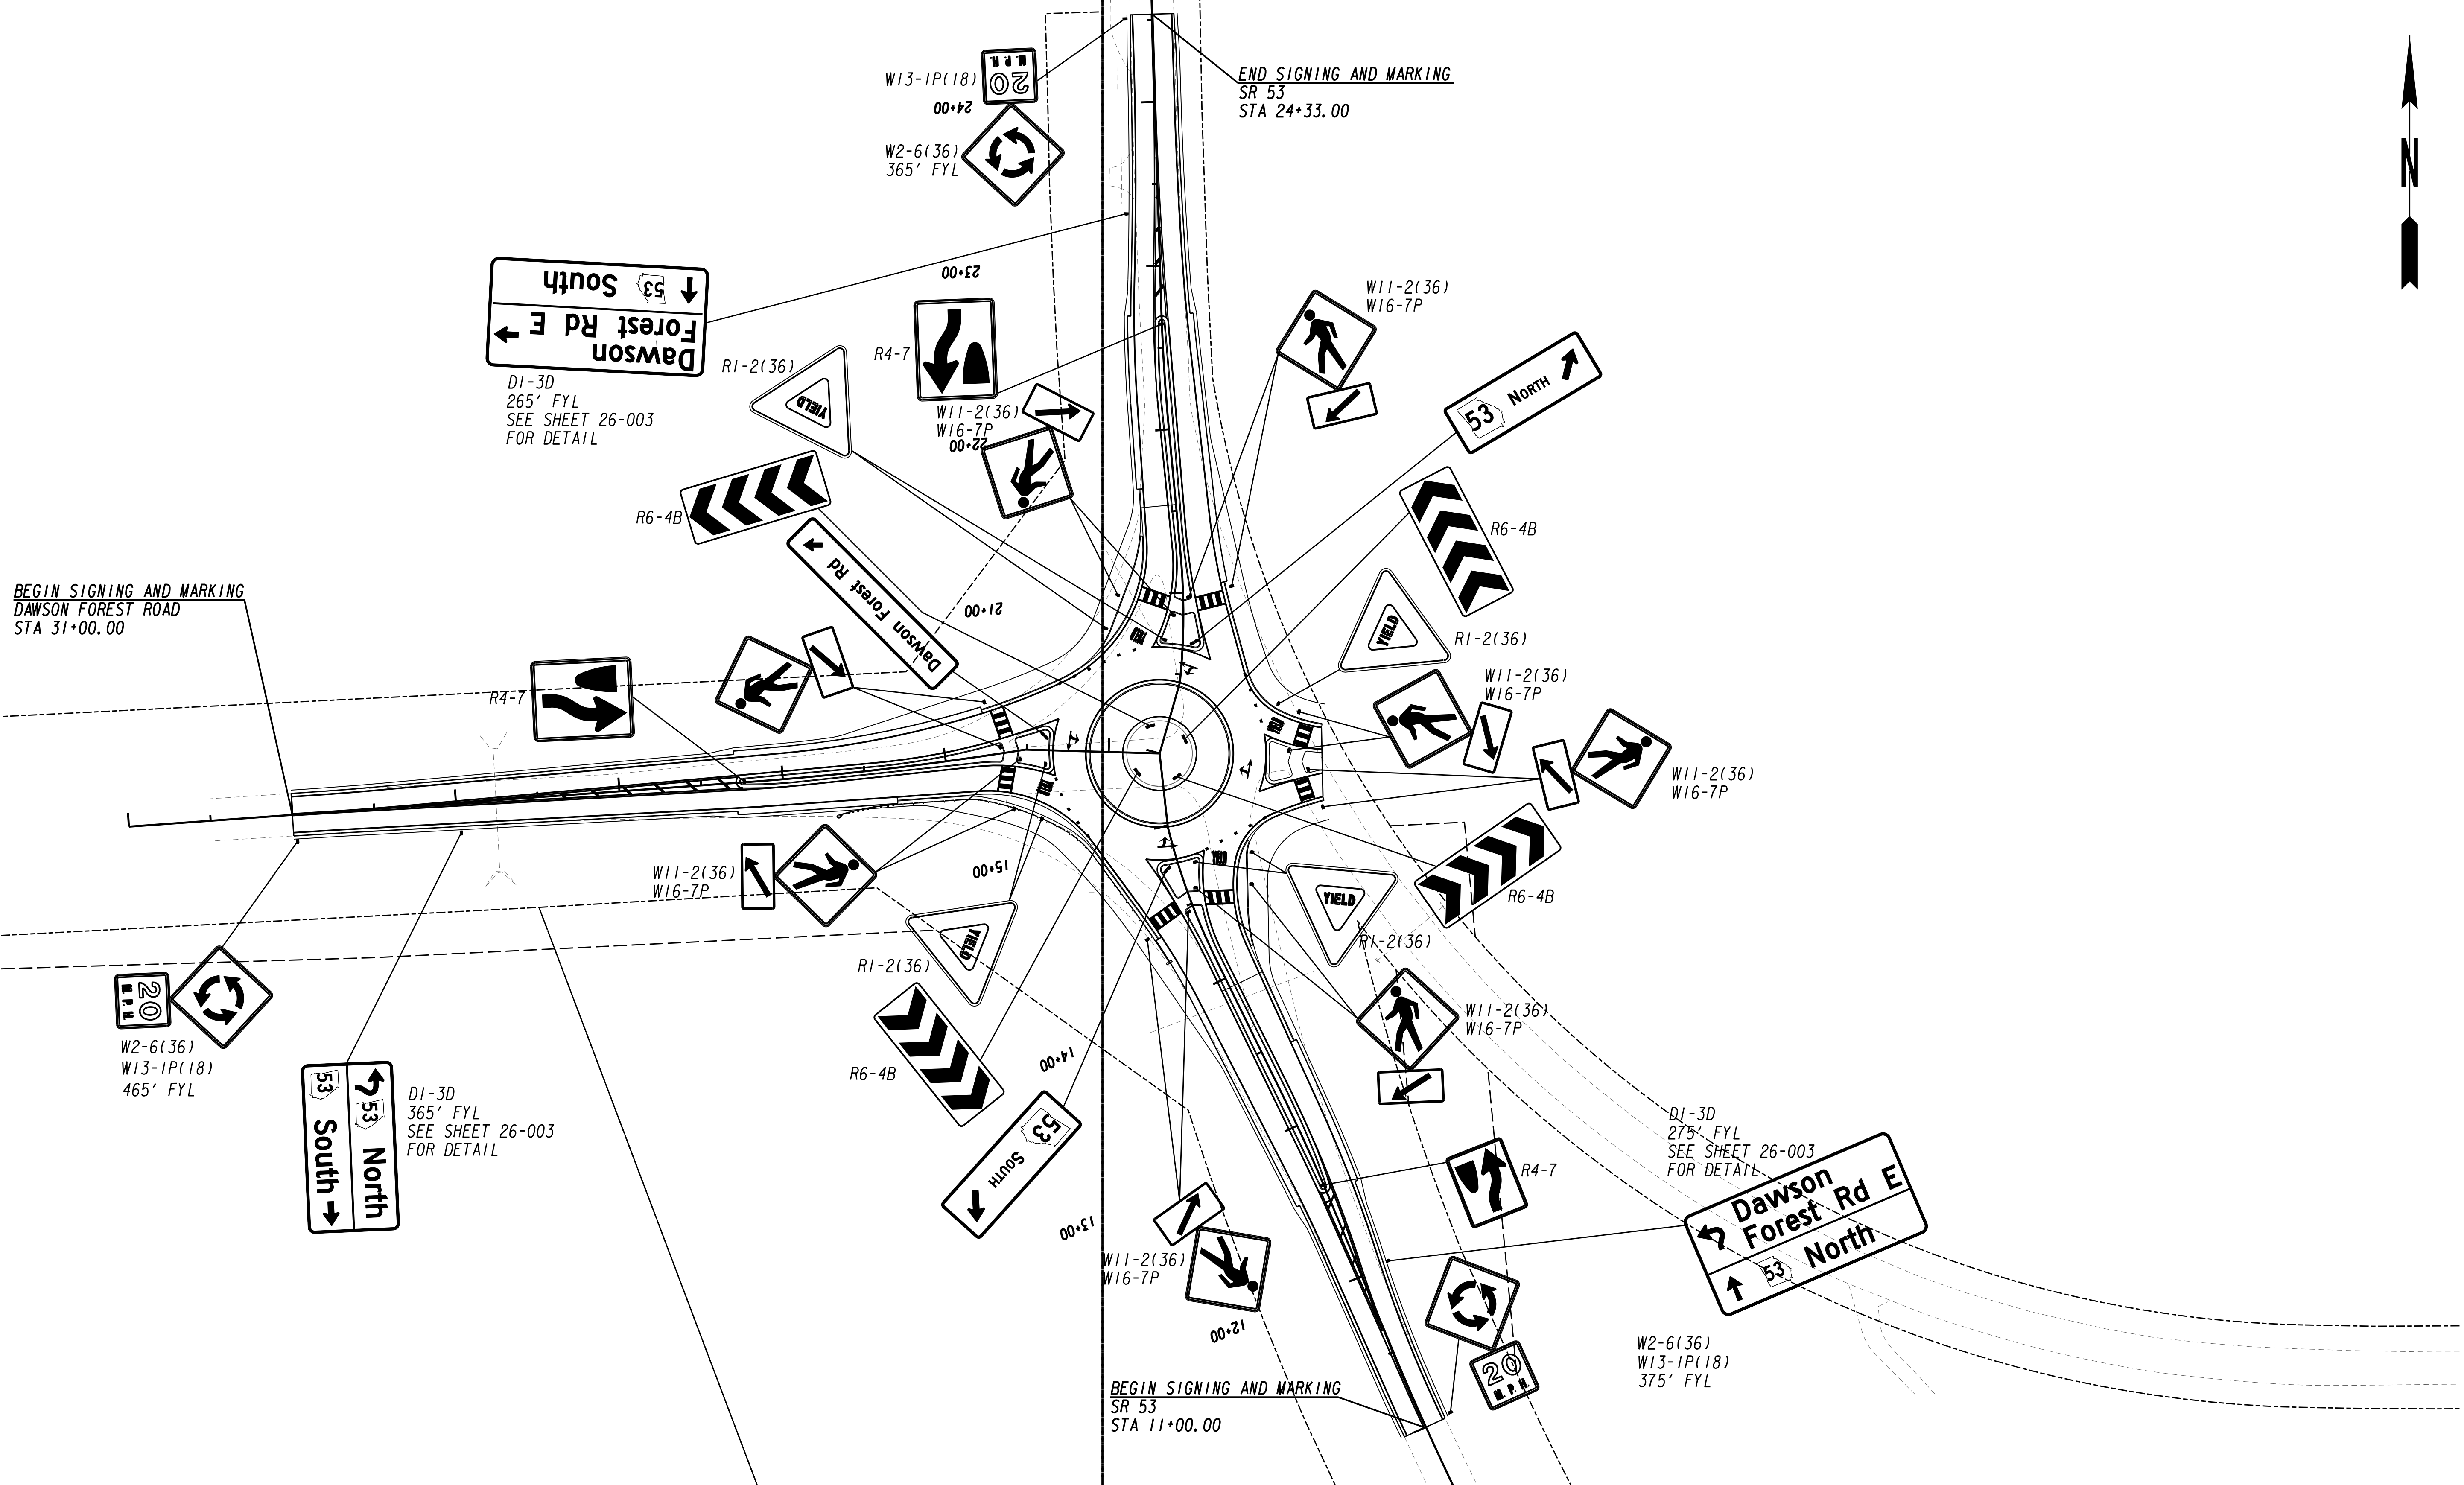 W13-1P(18)
20
M.P.H.
24+00
W2-6(36)
365' FYL
END SIGNING AND MARKING
SR 53
STA 24+33.00
N
Dawson
Forest Rd E
53 South
D1-3D
265' FYL
SEE SHEET 26-003
FOR DETAIL
23+00
R4-7
R1-2(36)
YIELD
W11-2(36)
W16-7P
22+00
W11-2(36)
W16-7P
53 NORTH
R6-4B
R6-4B
Dawson Forest Rd
21+00
BEGIN SIGNING AND MARKING
DAWSON FOREST ROAD
STA 31+00.00
R4-7
YIELD
R1-2(36)
W11-2(36)
W16-7P
W11-2(36)
W16-7P
YIELD
YIELD
YIELD
YIELD
W11-2(36)
W16-7P
15+00
YIELD
R1-2(36)
YIELD
R1-2(36)
R6-4B
20
M.P.H.
W2-6(36)
W13-1P(18)
465' FYL
53 North
53 South
D1-3D
365' FYL
SEE SHEET 26-003
FOR DETAIL
R6-4B
14+00
53
SOUTH
13+00
W11-2(36)
W16-7P
W11-2(36)
W16-7P
12+00
R4-7
D1-3D
275' FYL
SEE SHEET 26-003
FOR DETAIL
Dawson
Forest Rd E
53 North
20
M.P.H.
W2-6(36)
W13-1P(18)
375' FYL
BEGIN SIGNING AND MARKING
SR 53
STA 11+00.00